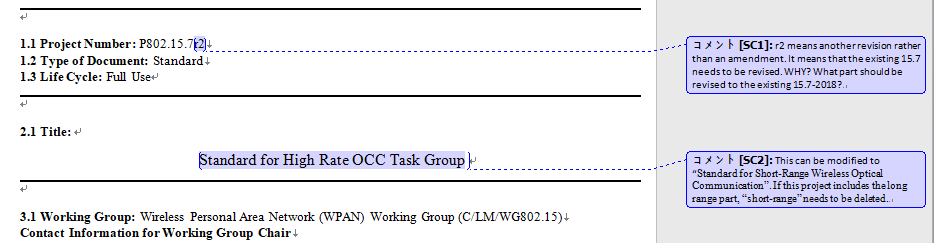 1.1 Project Number: P802.15.7r2
コメント [SC1]: r2 means another revision rather
than an amendment. It means that the existing 15.7
needs to be revised. WHY? What part should be
revised to the existing 15.7-2018?
1.2 Type of Document: Standard
1.3 Life Cycle: Full Use
2.1 Title:
Standard for High Rate OCC Task Group
コメント [SC2]: This can be modified to
“Standard for Short-Range Wireless Optical
Communication”. If this project includes the long
range part, “short-range”needs to be deleted..
3.1 Working Group: Wireless Personal Area Network (WPAN) Working Group (C/LM/WG802.15)
Contact Information for Working Group Chair